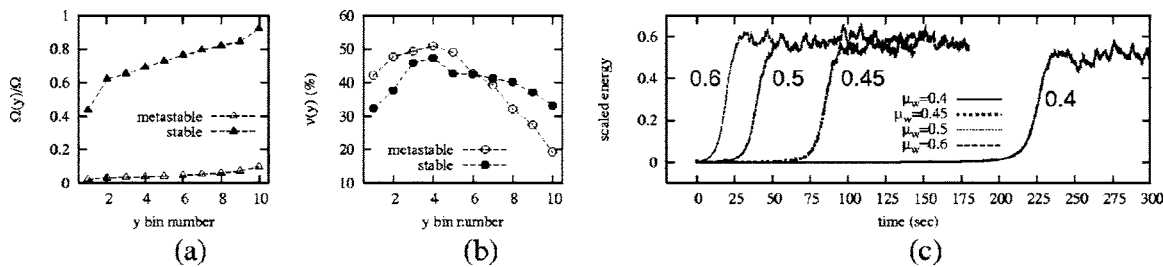 1
0.8
0.6
0.4
0.2
0
Ω(y)/Ω
metastable
stable
2 4 6 8 10
y bin number
(a)
60
50
40
30
20
10
ν(y) (%)
metastable
stable
2 4 6 8 10
y bin number
(b)
0.6
0.4
0.2
0
scaled energy
0.6
0.5
0.45
0.4
μw=0.4
μw=0.45
μw=0.5
μw=0.6
0 25 50 75 100 125 150 175 200 225 250 275 300
time (sec)
(c)